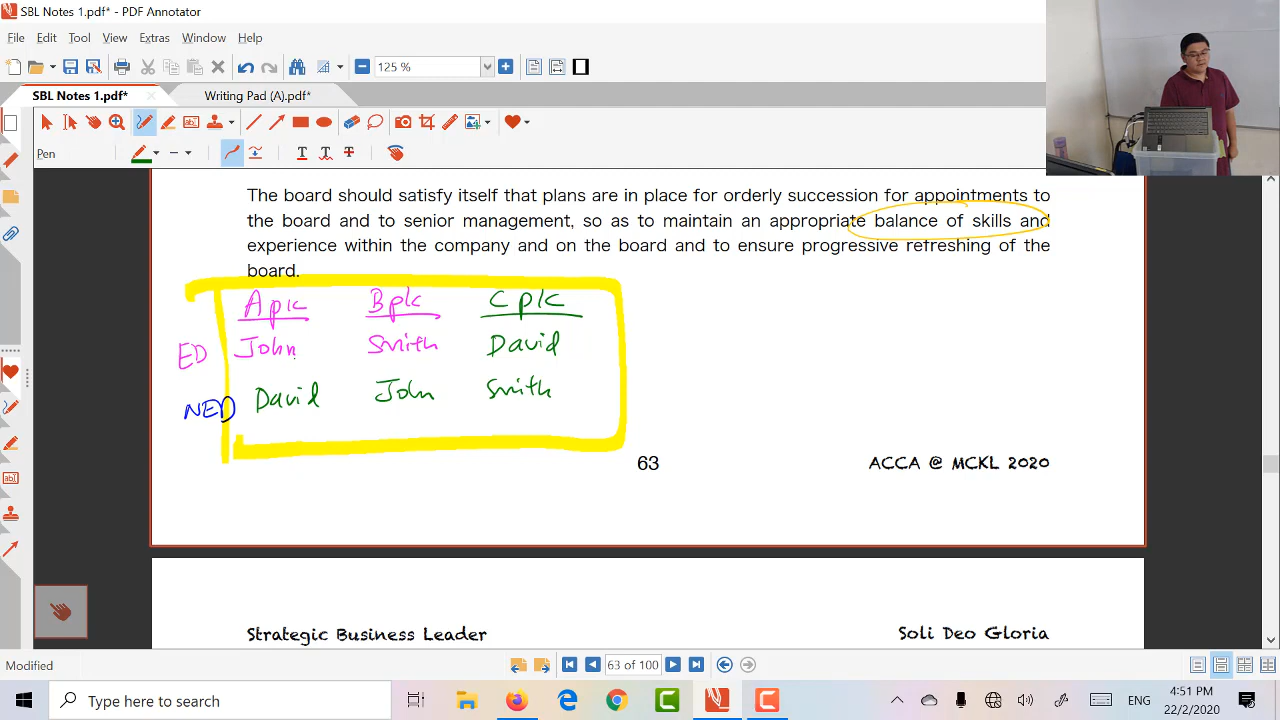 SBL Notes 1.pdf* - PDF Annotator
File Edit Tool View Extras Window Help
125 %
SBL Notes 1.pdf* Writing Pad (A).pdf*
Pen
The board should satisfy itself that plans are in place for orderly succession for appointments to
the board and to senior management, so as to maintain an appropriate balance of skills and
experience within the company and on the board and to ensure progressive refreshing of the
board.
A plc B plc C plc
ED John Smith David
NED David John Smith
63 ACCA @ MCKL 2020
Strategic Business Leader Soli Deo Gloria
Modified 63 of 100
Type here to search ENG 4:51 PM
22/2/2020